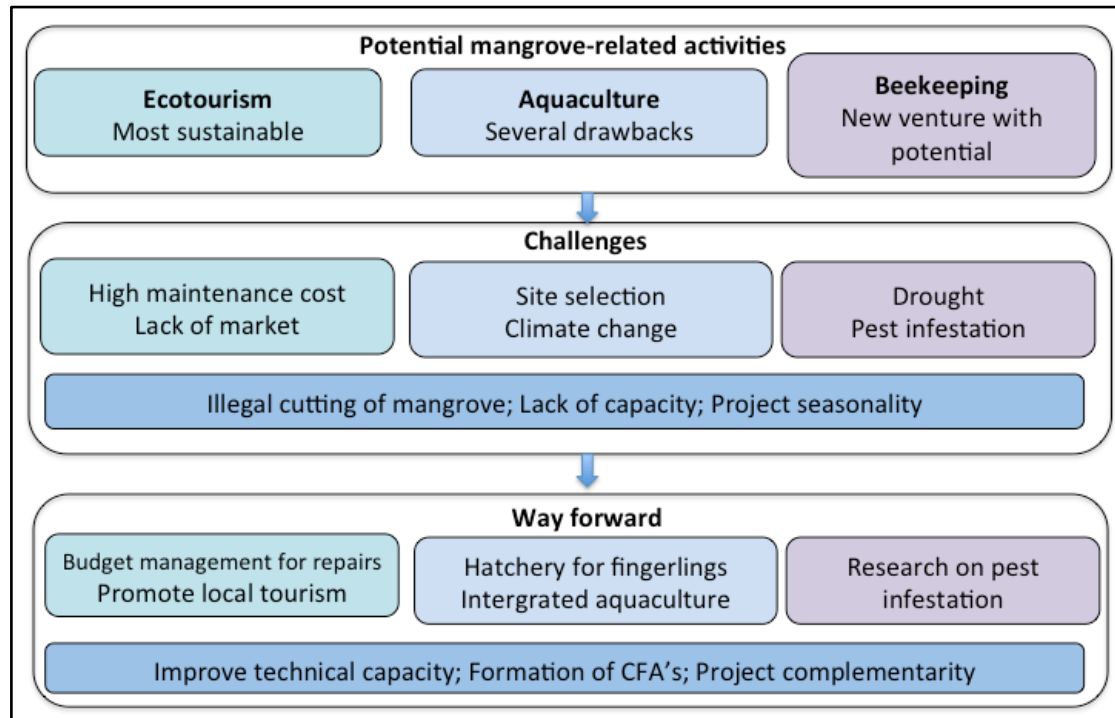 Potential mangrove-related activities
Ecotourism
Most sustainable
Aquaculture
Several drawbacks
Beekeeping
New venture with
potential
Challenges
High maintenance cost
Lack of market
Site selection
Climate change
Drought
Pest infestation
Illegal cutting of mangrove; Lack of capacity; Project seasonality
Way forward
Budget management for repairs
Promote local tourism
Hatchery for fingerlings
Intergrated aquaculture
Research on pest
infestation
Improve technical capacity; Formation of CFA's; Project complementarity